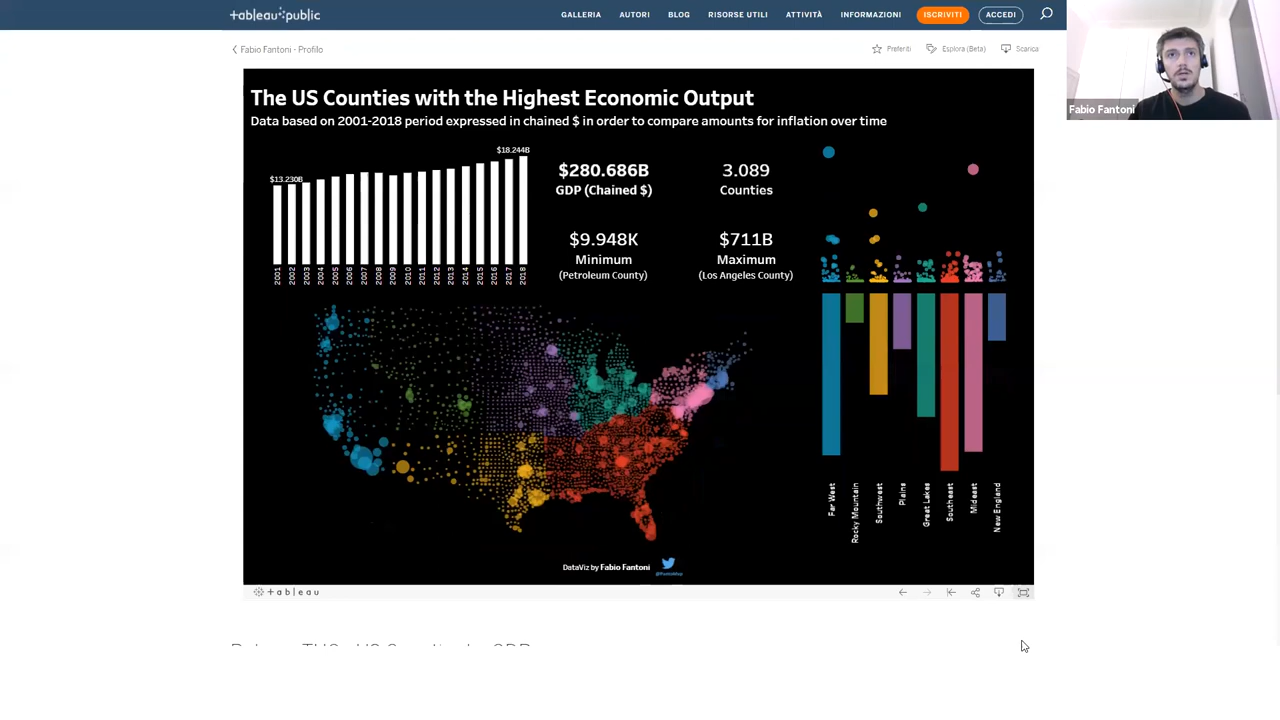 +ableau public
GALLERIA AUTORI BLOG RISORSE UTILI ATTIVITÀ INFORMAZIONI ISCRIVITI ACCEDI
Fabio Fantoni - Profilo
Preferiti Esplora (Beta) Scarica
Fabio Fantoni
The US Counties with the Highest Economic Output
Data based on 2001-2018 period expressed in chained $ in order to compare amounts for inflation over time
$13.230B
$18.244B
2001 2002 2003 2004 2005 2006 2007 2008 2009 2010 2011 2012 2013 2014 2015 2016 2017 2018
$280.686B
GDP (Chained $)
3.089
Counties
$9.948K
Minimum
(Petroleum County)
$711B
Maximum
(Los Angeles County)
Far West
Rocky Mountain
Southwest
Plains
Great Lakes
Southeast
Mideast
New England
DataViz by Fabio Fantoni
+ableau